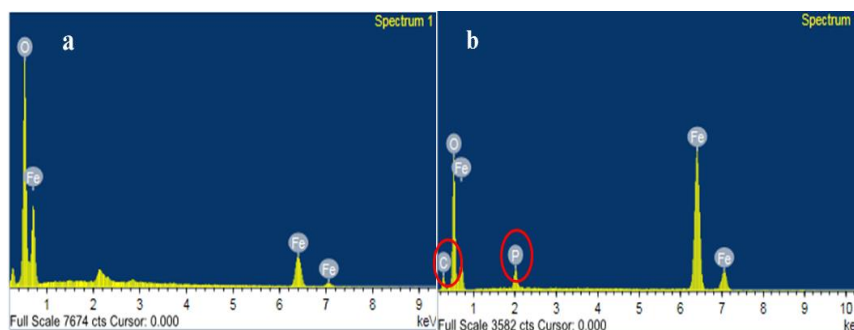 a
Spectrum 1
O
Fe
Fe
Fe
1 2 3 4 5 6 7 8 9
Full Scale 7674 cts Cursor: 0.000
keV
b
Spectrum
O
Fe
C
P
Fe
Fe
1 2 3 4 5 6 7 8 9 10
Full Scale 3582 cts Cursor: 0.000
ke